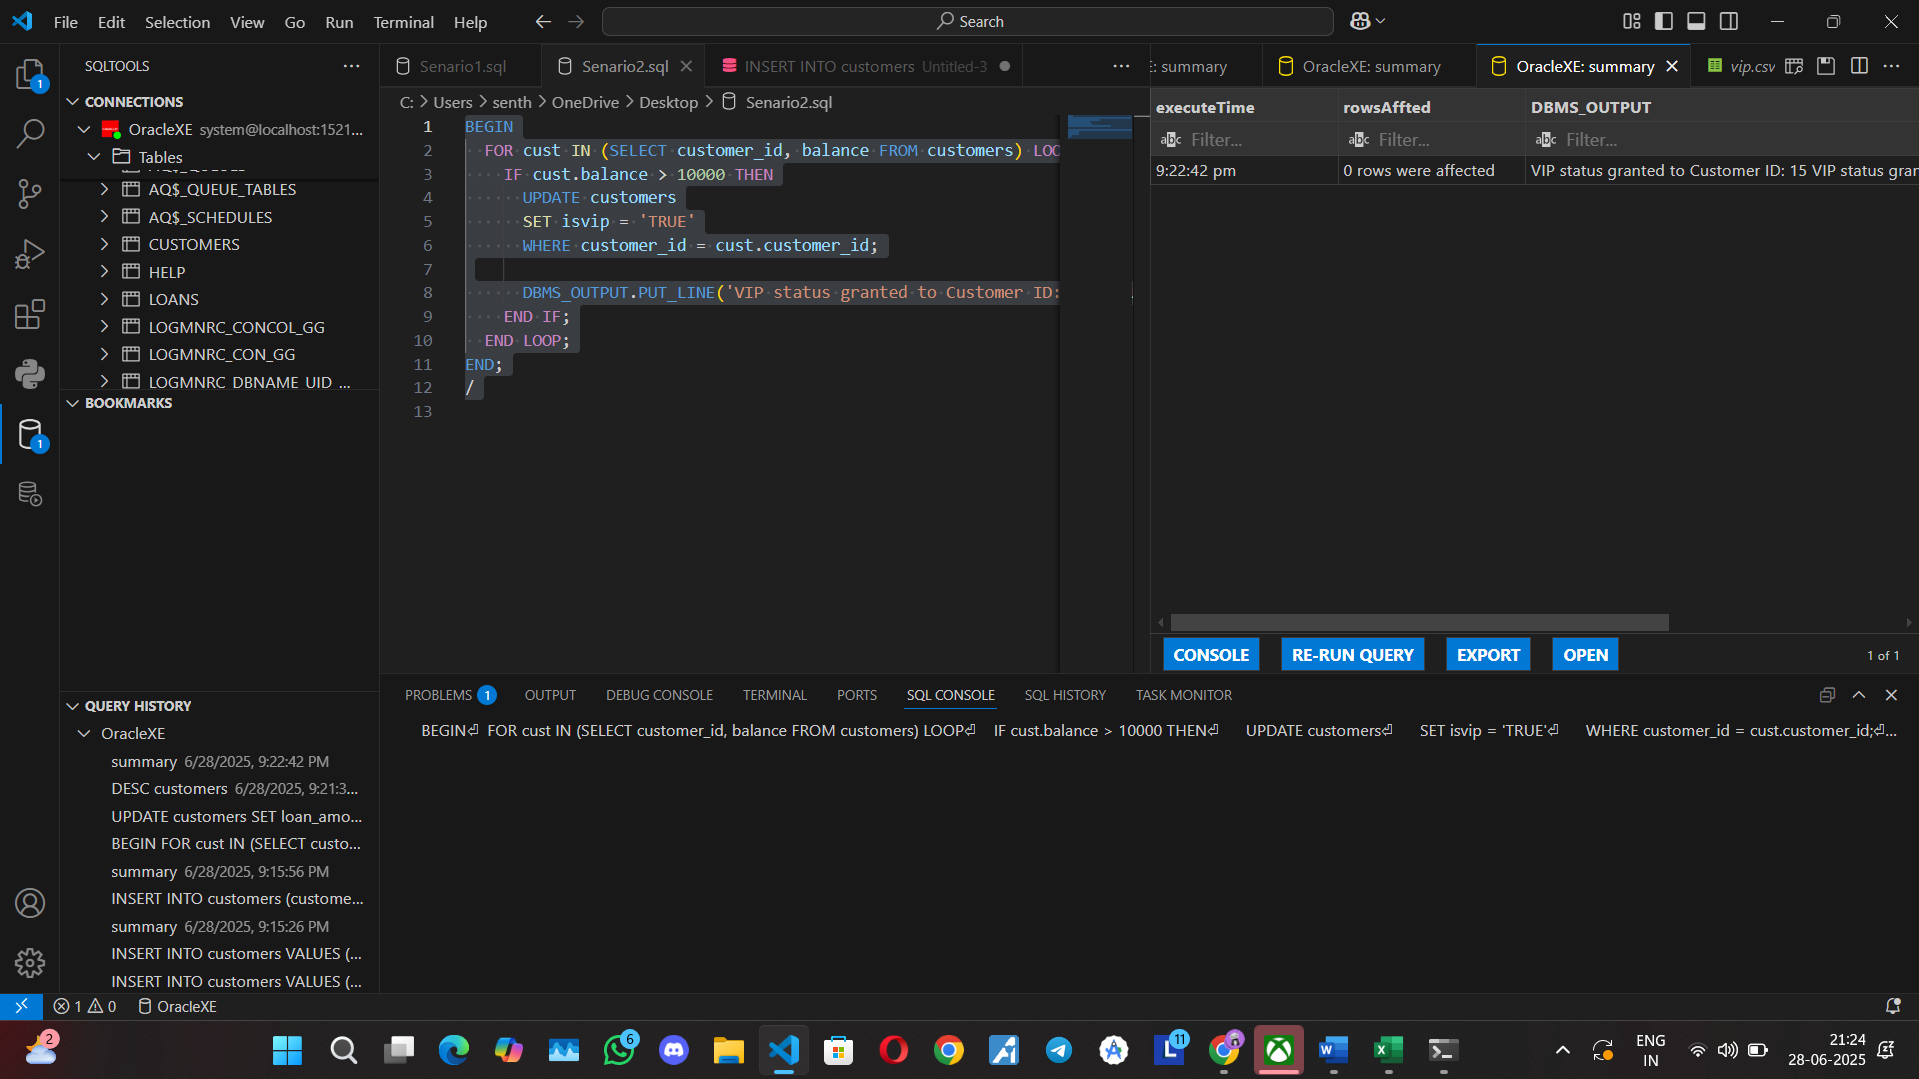 File Edit Selection View Go Run Terminal Help
Search
SQLTOOLS
CONNECTIONS
OracleXE system@localhost:1521...
Tables
AQ$_QUEUE_TABLES
AQ$_SCHEDULES
CUSTOMERS
HELP
LOANS
LOGMNRC_CONCOL_GG
LOGMNRC_CON_GG
LOGMNRC_DBNAME_UID_...
BOOKMARKS
QUERY HISTORY
OracleXE
summary 6/28/2025, 9:22:42 PM
DESC customers 6/28/2025, 9:21:3...
UPDATE customers SET loan_amo...
BEGIN FOR cust IN (SELECT custo...
summary 6/28/2025, 9:15:56 PM
INSERT INTO customers (custome...
summary 6/28/2025, 9:15:26 PM
INSERT INTO customers VALUES (...
INSERT INTO customers VALUES (...
Senario1.sql Senario2.sql INSERT INTO customers Untitled-3
C: > Users > senth > OneDrive > Desktop > Senario2.sql
1 BEGIN
2 FOR cust IN (SELECT customer_id, balance FROM customers) LOO
3 IF cust.balance > 10000 THEN
4 UPDATE customers
5 SET isvip = 'TRUE'
6 WHERE customer_id = cust.customer_id;
7
8 DBMS_OUTPUT.PUT_LINE('VIP status granted to Customer ID:
9 END IF;
10 END LOOP;
11 END;
12 /
13
E: summary OracleXE: summary OracleXE: summary vip.csv
executeTime rowsAffted DBMS_OUTPUT
abc Filter... abc Filter... abc Filter...
9:22:42 pm 0 rows were affected VIP status granted to Customer ID: 15 VIP status gran
CONSOLE RE-RUN QUERY EXPORT OPEN 1 of 1
PROBLEMS 1 OUTPUT DEBUG CONSOLE TERMINAL PORTS SQL CONSOLE SQL HISTORY TASK MONITOR
BEGIN⏎ FOR cust IN (SELECT customer_id, balance FROM customers) LOOP⏎ IF cust.balance > 10000 THEN⏎ UPDATE customers⏎ SET isvip = 'TRUE'⏎ WHERE customer_id = cust.customer_id;⏎...
1 0 OracleXE
2
6
11
ENG
IN
21:24
28-06-2025